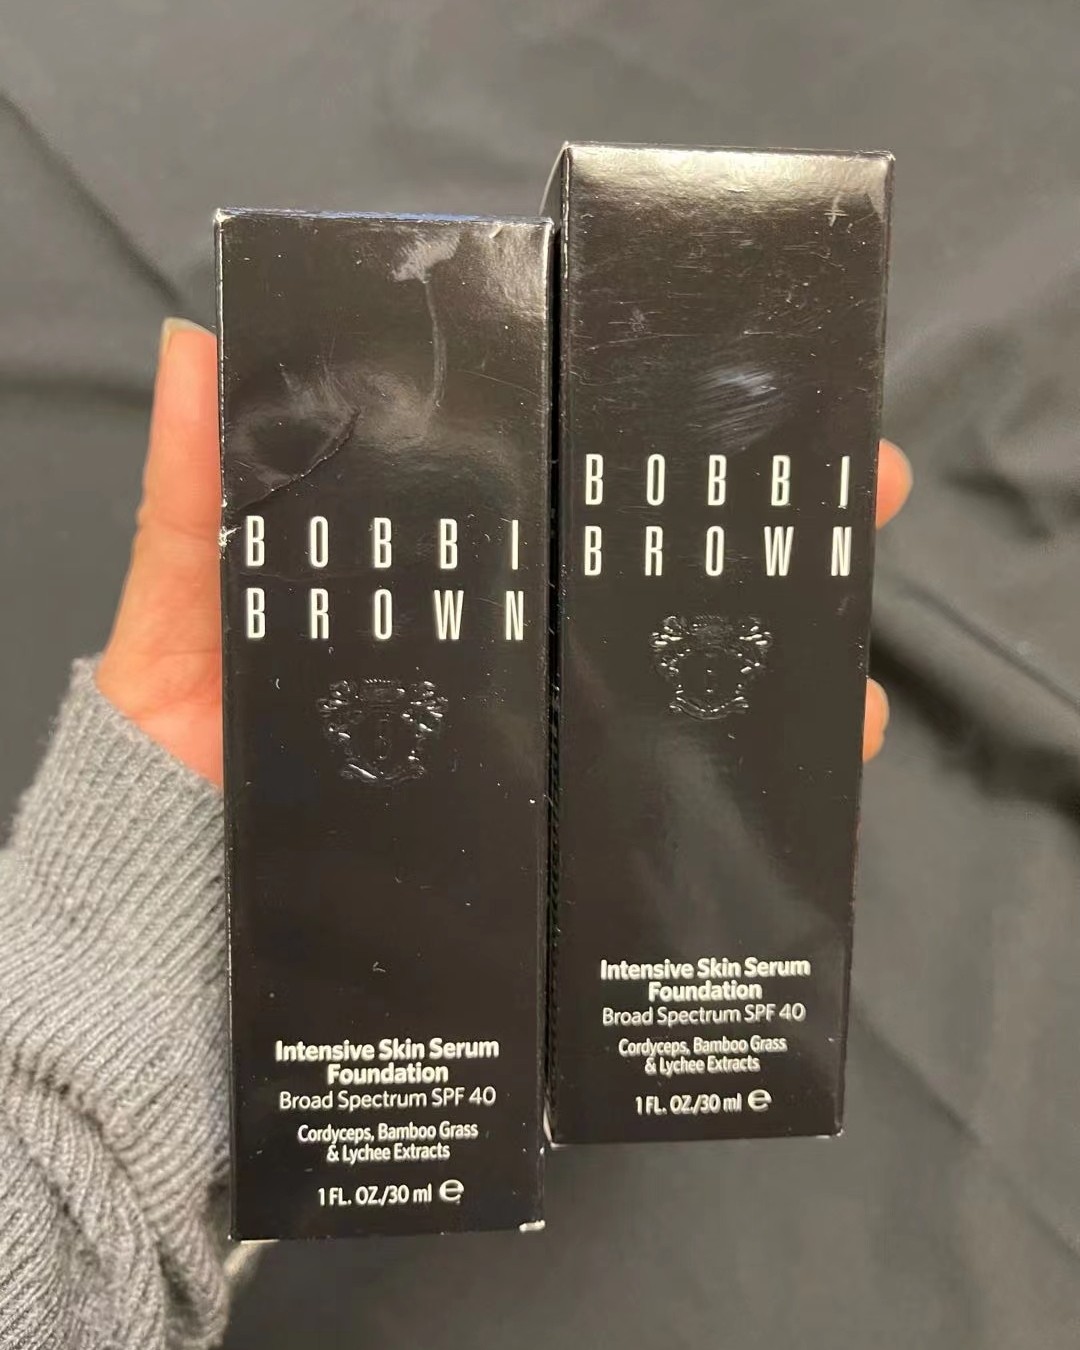 BOBBI
BROWN
Intensive Skin Serum
Foundation
Broad Spectrum SPF 40
Cordyceps, Bamboo Grass
& Lychee Extracts
1 FL. OZ./30 ml ℮
BOBBI
BROWN
Intensive Skin Serum
Foundation
Broad Spectrum SPF 40
Cordyceps, Bamboo Grass
& Lychee Extracts
1 FL. OZ./30 ml ℮